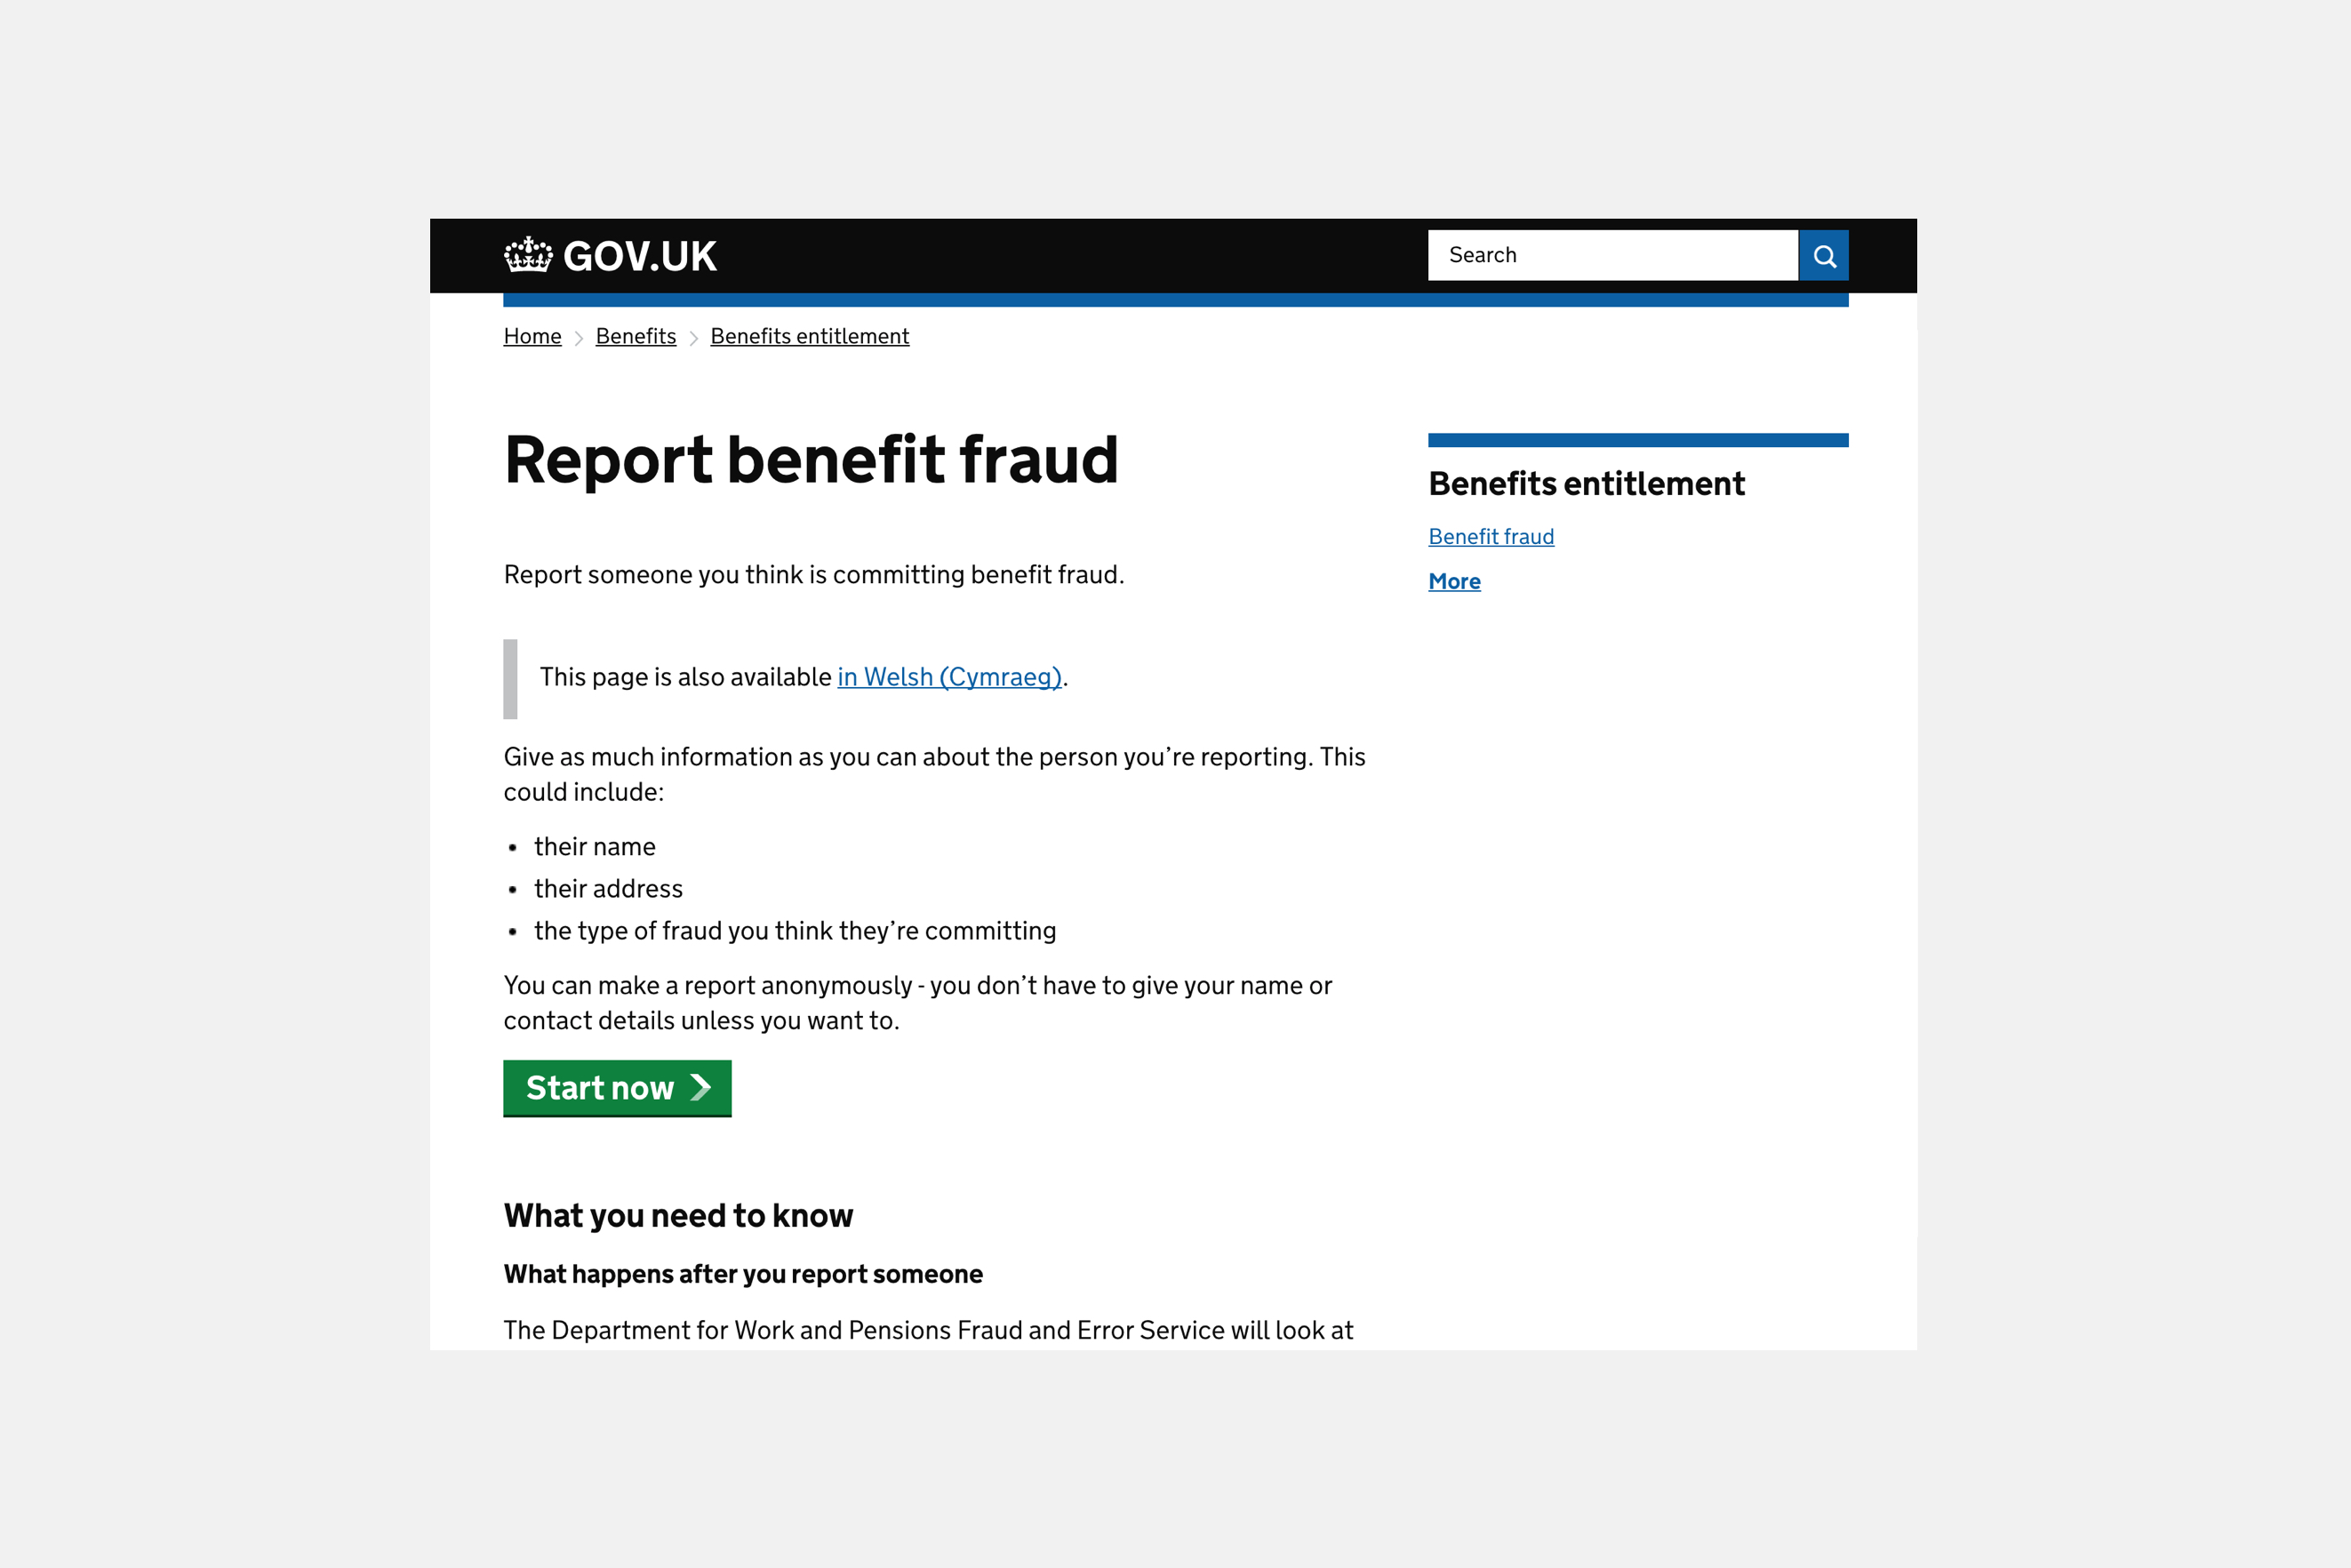 GOV.UK
Search
Home
Benefits
Benefits entitlement
Report benefit fraud
Report someone you think is committing benefit fraud.
This page is also available in Welsh (Cymraeg).
Give as much information as you can about the person you’re reporting. This
could include:
• their name
• their address
• the type of fraud you think they’re committing
You can make a report anonymously - you don’t have to give your name or
contact details unless you want to.
Start now
What you need to know
What happens after you report someone
The Department for Work and Pensions Fraud and Error Service will look at
Benefits entitlement
Benefit fraud
More